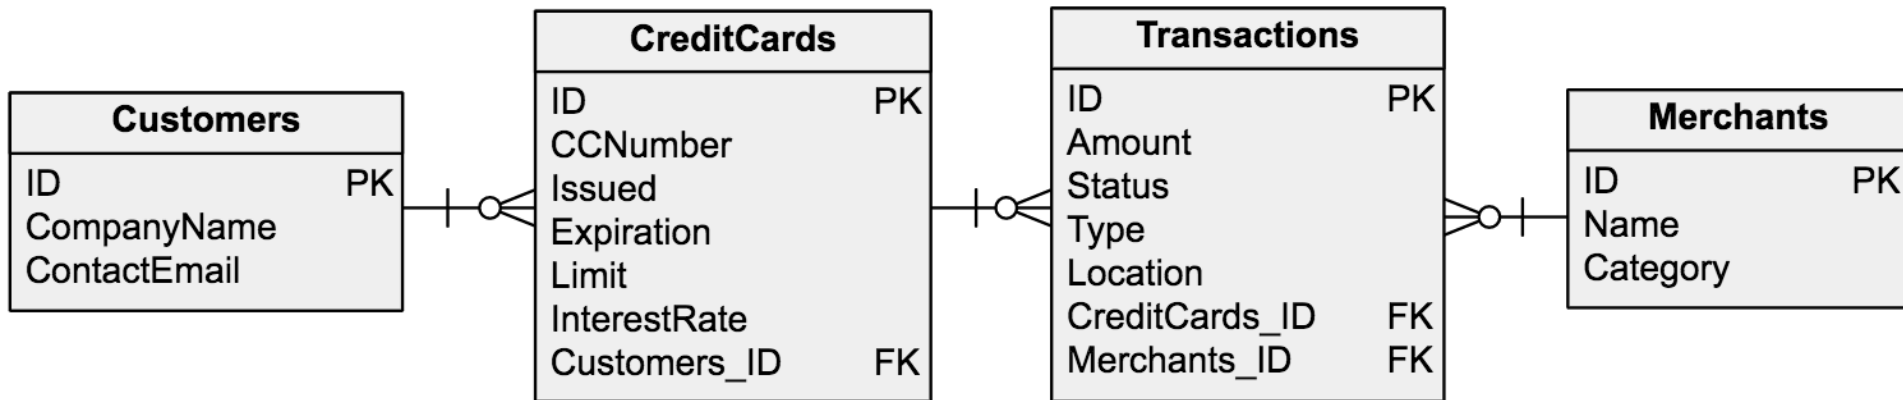 Customers
ID PK
CompanyName
ContactEmail
CreditCards
ID PK
CCNumber
Issued
Expiration
Limit
InterestRate
Customers_ID FK
Transactions
ID PK
Amount
Status
Type
Location
CreditCards_ID FK
Merchants_ID FK
Merchants
ID PK
Name
Category